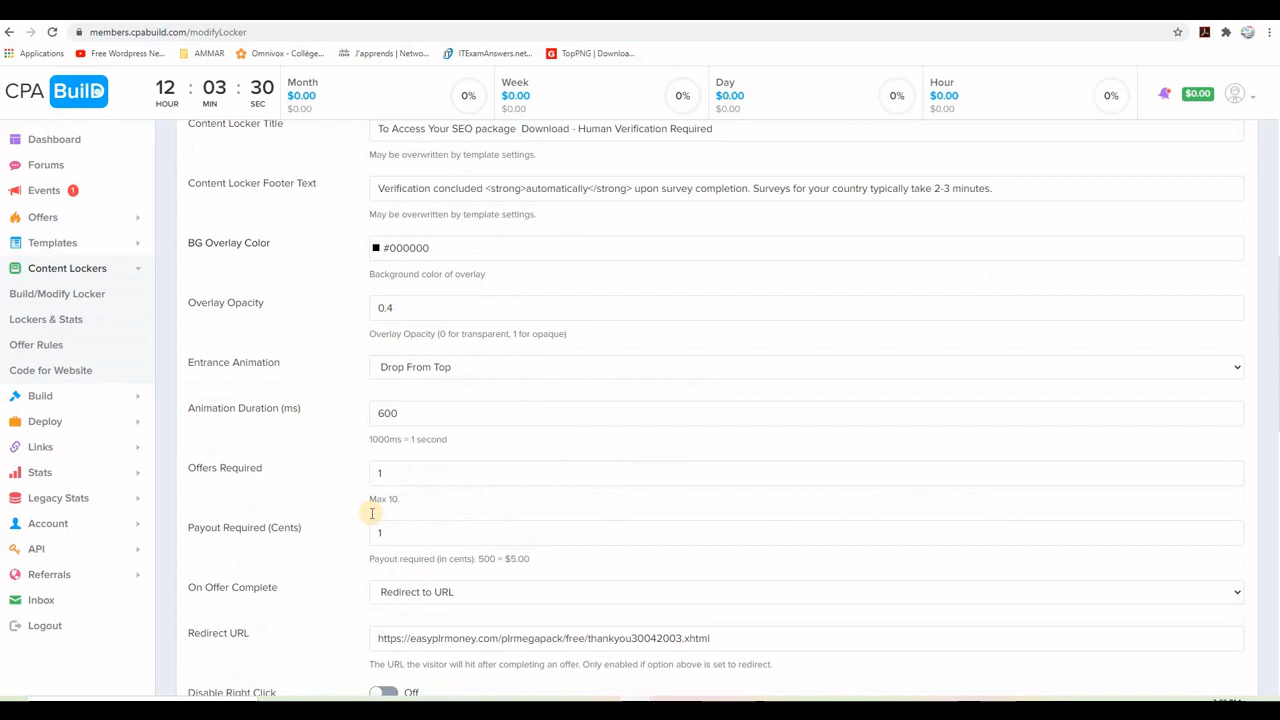 members.cpabuild.com/modifyLocker
Applications
Free Wordpress Ne...
AMMAR
Omnivox - Collège...
J'apprends | Netwo...
ITExamAnswers.net...
TopPNG | Downloa...
CPA Build
12 : 03 : 30
HOUR MIN SEC
Month
$0.00
$0.00
0%
Week
$0.00
$0.00
0%
Day
$0.00
$0.00
0%
Hour
$0.00
$0.00
0%
$0.00
Dashboard
Forums
Events 1
Offers
Templates
Content Lockers
Build/Modify Locker
Lockers & Stats
Offer Rules
Code for Website
Build
Deploy
Links
Stats
Legacy Stats
Account
API
Referrals
Inbox
Logout
Content Locker Title
To Access Your SEO package Download - Human Verification Required
May be overwritten by template settings.
Content Locker Footer Text
Verification concluded <strong>automatically</strong> upon survey completion. Surveys for your country typically take 2-3 minutes.
May be overwritten by template settings.
BG Overlay Color
#000000
Background color of overlay
Overlay Opacity
0.4
Overlay Opacity (0 for transparent, 1 for opaque)
Entrance Animation
Drop From Top
Animation Duration (ms)
600
1000ms = 1 second
Offers Required
1
Max 10.
Payout Required (Cents)
1
Payout required (in cents). 500 = $5.00
On Offer Complete
Redirect to URL
Redirect URL
https://easyplrmoney.com/plrmegapack/free/thankyou30042003.xhtml
The URL the visitor will hit after completing an offer. Only enabled if option above is set to redirect.
Disable Right Click
Off